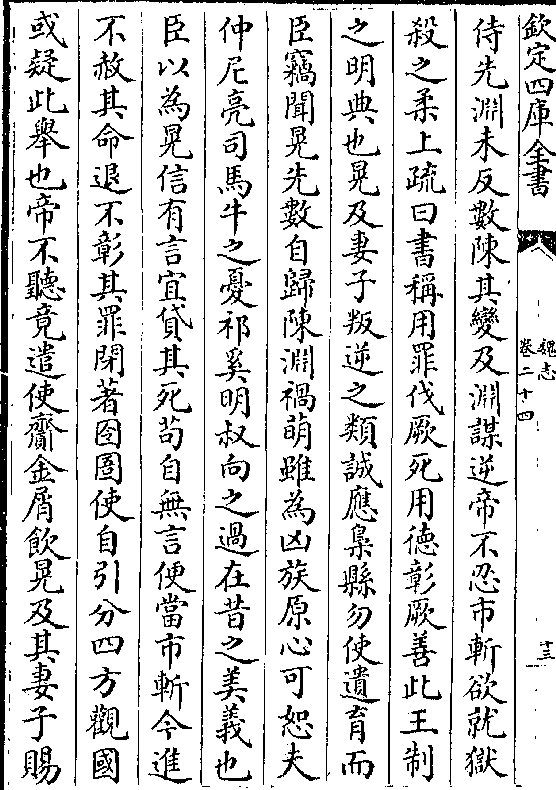 欽定四庫全書
魏志
卷二十四
十三
侍先淵未反數陳其變及淵謀逆帝不忍市斬欲就獄
殺之柔上疏曰書稱用罪伐厥死用德彰厥善此王制
之明典也晃及妻子叛逆之類誠應梟縣勿使遺育而
臣竊聞晃先數自歸陳淵禍萌雖為凶族原心可恕夫
仲尼亮司馬牛之憂祁奚明叔向之過在昔之美義也
臣以為晃信有言宜貸其死茍自無言便當市斬今進
不赦其命退不彰其罪閉著囹圄使自引分四方觀國
或疑此舉也帝不聽竟遣使齎金屑飲晃及其妻子賜